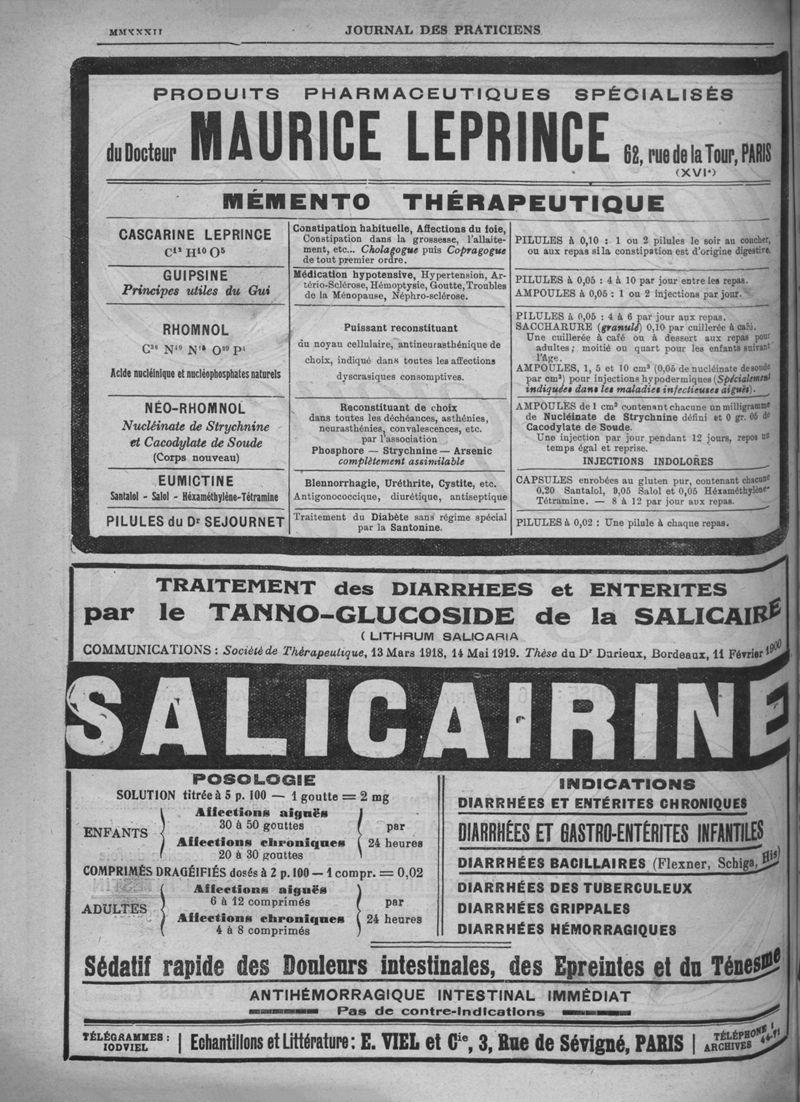 MMXXXII
JOURNAL DES PRATICIENS
PRODUITS PHARMACEUTIQUES SPÉCIALISÉS
du Docteur MAURICE LEPRINCE 62, rue de la Tour, PARIS
(XVIe)
MÉMENTO THÉRAPEUTIQUE
CASCARINE LEPRINCE
C12 H10 O5
Constipation habituelle, Affections du foie,
Constipation dans la grossesse, l'allaite-
ment, etc... Cholagogue puis Copragogue
de tout premier ordre.
PILULES à 0,10 : 1 ou 2 pilules le soir au coucher,
ou aux repas si la constipation est d'origine digestive.
GUIPSINE
Principes utiles du Gui
Médication hypotensive, Hypertension, Ar-
tério-Sclérose, Hémoptysie, Goutte, Troubles
de la Ménopause, Néphro-sclérose.
PILULES à 0,05 : 4 à 10 par jour entre les repas.
AMPOULES à 0,05 : 1 ou 2 injections par jour.
RHOMNOL
Acide nucléinique et nucléophosphates naturels
Puissant reconstituant
du noyau cellulaire, antineurasthénique de
choix, indiqué dans toutes les affections
dyscrasiques consomptives.
PILULES à 0,05 : 4 à 6 par jour aux repas.
SACCHARURE (granulé) 0,10 par cuillerée à café.
Une cuillerée à café ou à dessert aux repas pour
adultes ; moitié ou quart pour les enfants suivant
l'âge.
AMPOULES, 1, 5 et 10 cm³ (0,05 de nucléinate de soude
par cm³) pour injections hypodermiques (Spécialement
indiquées dans les maladies infectieuses aiguës).
NÉO-RHOMNOL
Nucléinate de Strychnine
et Cacodylate de Soude
(Corps nouveau)
Reconstituant de choix
dans toutes les déchéances, asthénies,
neurasthénies, convalescences, etc.
par l'association
Phosphore — Strychnine — Arsenic
complètement assimilable
AMPOULES de 1 cm³ contenant chacune un milligramme
de Nucléinate de Strychnine défini et 0 gr. 05 de
Cacodylate de Soude.
Une injection par jour pendant 12 jours, repos un
temps égal et reprise.
INJECTIONS INDOLORES
EUMICTINE
Santalol - Salol - Héxaméthylène-Tétramine
Blennorrhagie, Uréthrite, Cystite, etc.
Antigonococcique, diurétique, antiseptique
CAPSULES enrobées au gluten pur, contenant chacune
0,20 Santalol, 0,05 Salol et 0,05 Héxaméthylène-
Tétramine. — 8 à 12 par jour aux repas.
PILULES du Dr SEJOURNET
Traitement du Diabète sans régime spécial
par la Santonine.
PILULES à 0,02 : Une pilule à chaque repas.
TRAITEMENT des DIARRHEES et ENTERITES
par le TANNO-GLUCOSIDE de la SALICAIRE
(LITHRUM SALICARIA
COMMUNICATIONS : Société de Thérapeutique, 13 Mars 1918, 14 Mai 1919. Thèse du Dr Durieux, Bordeaux, 11 Février 1900
SALICAIRINE
POSOLOGIE
SOLUTION titrée à 5 p. 100 — 1 goutte = 2 mg
ENFANTS
Affections aiguës
30 à 50 gouttes
Affections chroniques
20 à 30 gouttes
par
24 heures
COMPRIMÉS DRAGÉIFIÉS dosés à 2 p. 100 — 1 compr. = 0,02
ADULTES
Affections aiguës
6 à 12 comprimés
Affections chroniques
4 à 8 comprimés
par
24 heures
INDICATIONS
DIARRHÉES ET ENTÉRITES CHRONIQUES
DIARRHÉES ET GASTRO-ENTÉRITES INFANTILES
DIARRHÉES BACILLAIRES (Flexner, Schiga, His)
DIARRHÉES DES TUBERCULEUX
DIARRHÉES GRIPPALES
DIARRHÉES HÉMORRAGIQUES
Sédatif rapide des Douleurs intestinales, des Epreintes et du Ténesme
ANTIHÉMORRAGIQUE INTESTINAL IMMÉDIAT
Pas de contre-indications
TÉLÉGRAMMES :
IODVIEL
Echantillons et Littérature : E. VIEL et Cie, 3, Rue de Sévigné, PARIS
TÉLÉPHONE :
ARCHIVES